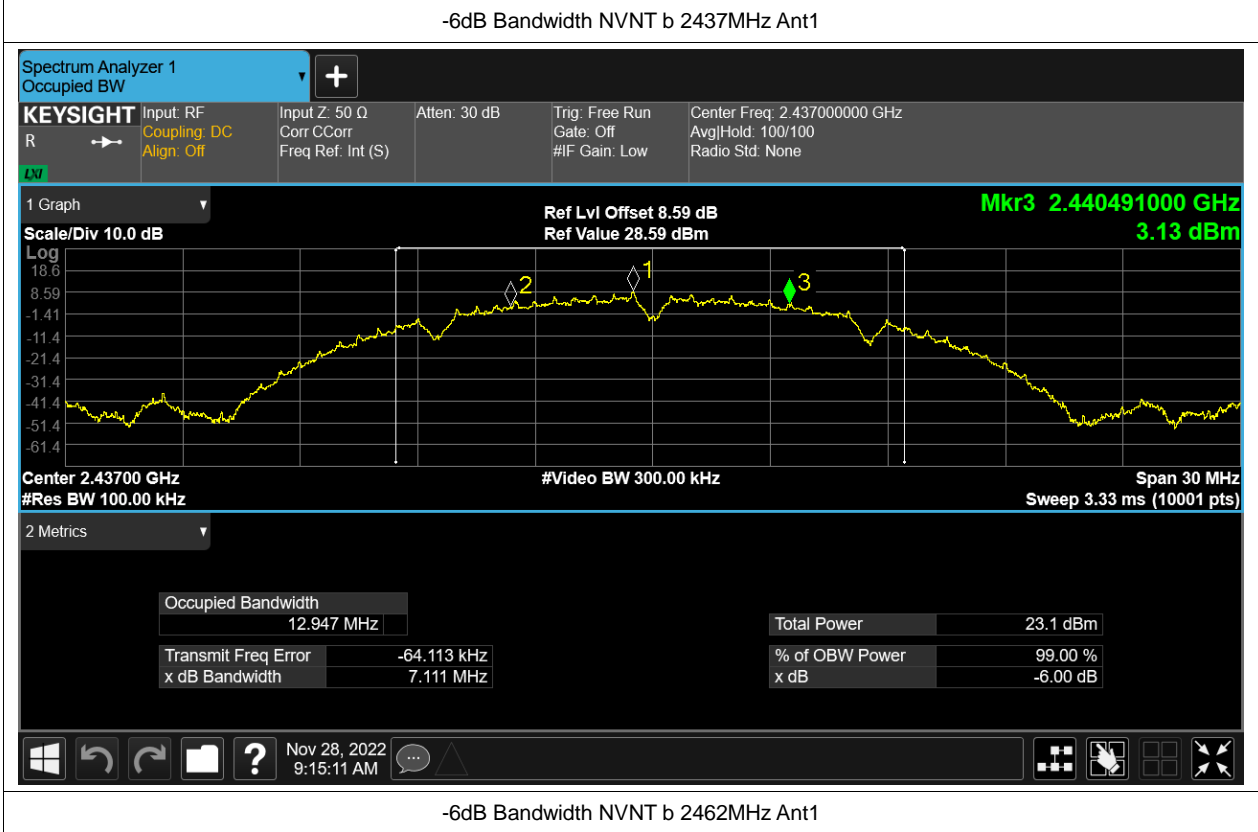 -6dB Bandwidth NVNT b 2437MHz Ant1
Spectrum Analyzer 1
Occupied BW
KEYSIGHT
R
LXI
Input: RF
Coupling: DC
Align: Off
Input Z: 50 Ω
Corr CCorr
Freq Ref: Int (S)
Atten: 30 dB
Trig: Free Run
Gate: Off
#IF Gain: Low
Center Freq: 2.437000000 GHz
Avg|Hold: 100/100
Radio Std: None
1 Graph
Scale/Div 10.0 dB
Ref Lvl Offset 8.59 dB
Ref Value 28.59 dBm
Mkr3 2.440491000 GHz
3.13 dBm
Log
18.6
8.59
-1.41
-11.4
-21.4
-31.4
-41.4
-51.4
-61.4
2
1
3
Center 2.43700 GHz
#Res BW 100.00 kHz
#Video BW 300.00 kHz
Span 30 MHz
Sweep 3.33 ms (10001 pts)
2 Metrics
Occupied Bandwidth
12.947 MHz
Transmit Freq Error -64.113 kHz
x dB Bandwidth 7.111 MHz
Total Power 23.1 dBm
% of OBW Power 99.00 %
x dB -6.00 dB
Nov 28, 2022
9:15:11 AM
-6dB Bandwidth NVNT b 2462MHz Ant1